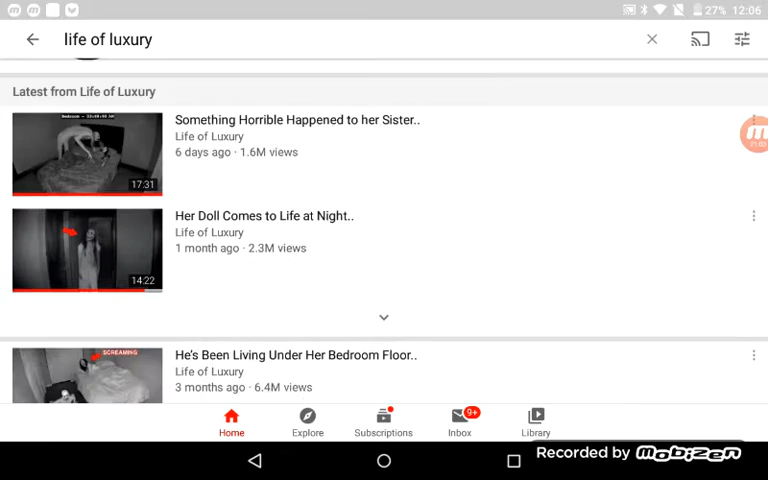 27% 12:06
life of luxury
Latest from Life of Luxury
Something Horrible Happened to her Sister..
Life of Luxury
6 days ago · 1.6M views
17:31
Her Doll Comes to Life at Night..
Life of Luxury
1 month ago · 2.3M views
14:22
SCREAMING
He's Been Living Under Her Bedroom Floor..
Life of Luxury
3 months ago · 6.4M views
Home Explore Subscriptions Inbox 9+ Library
Recorded by mobizen